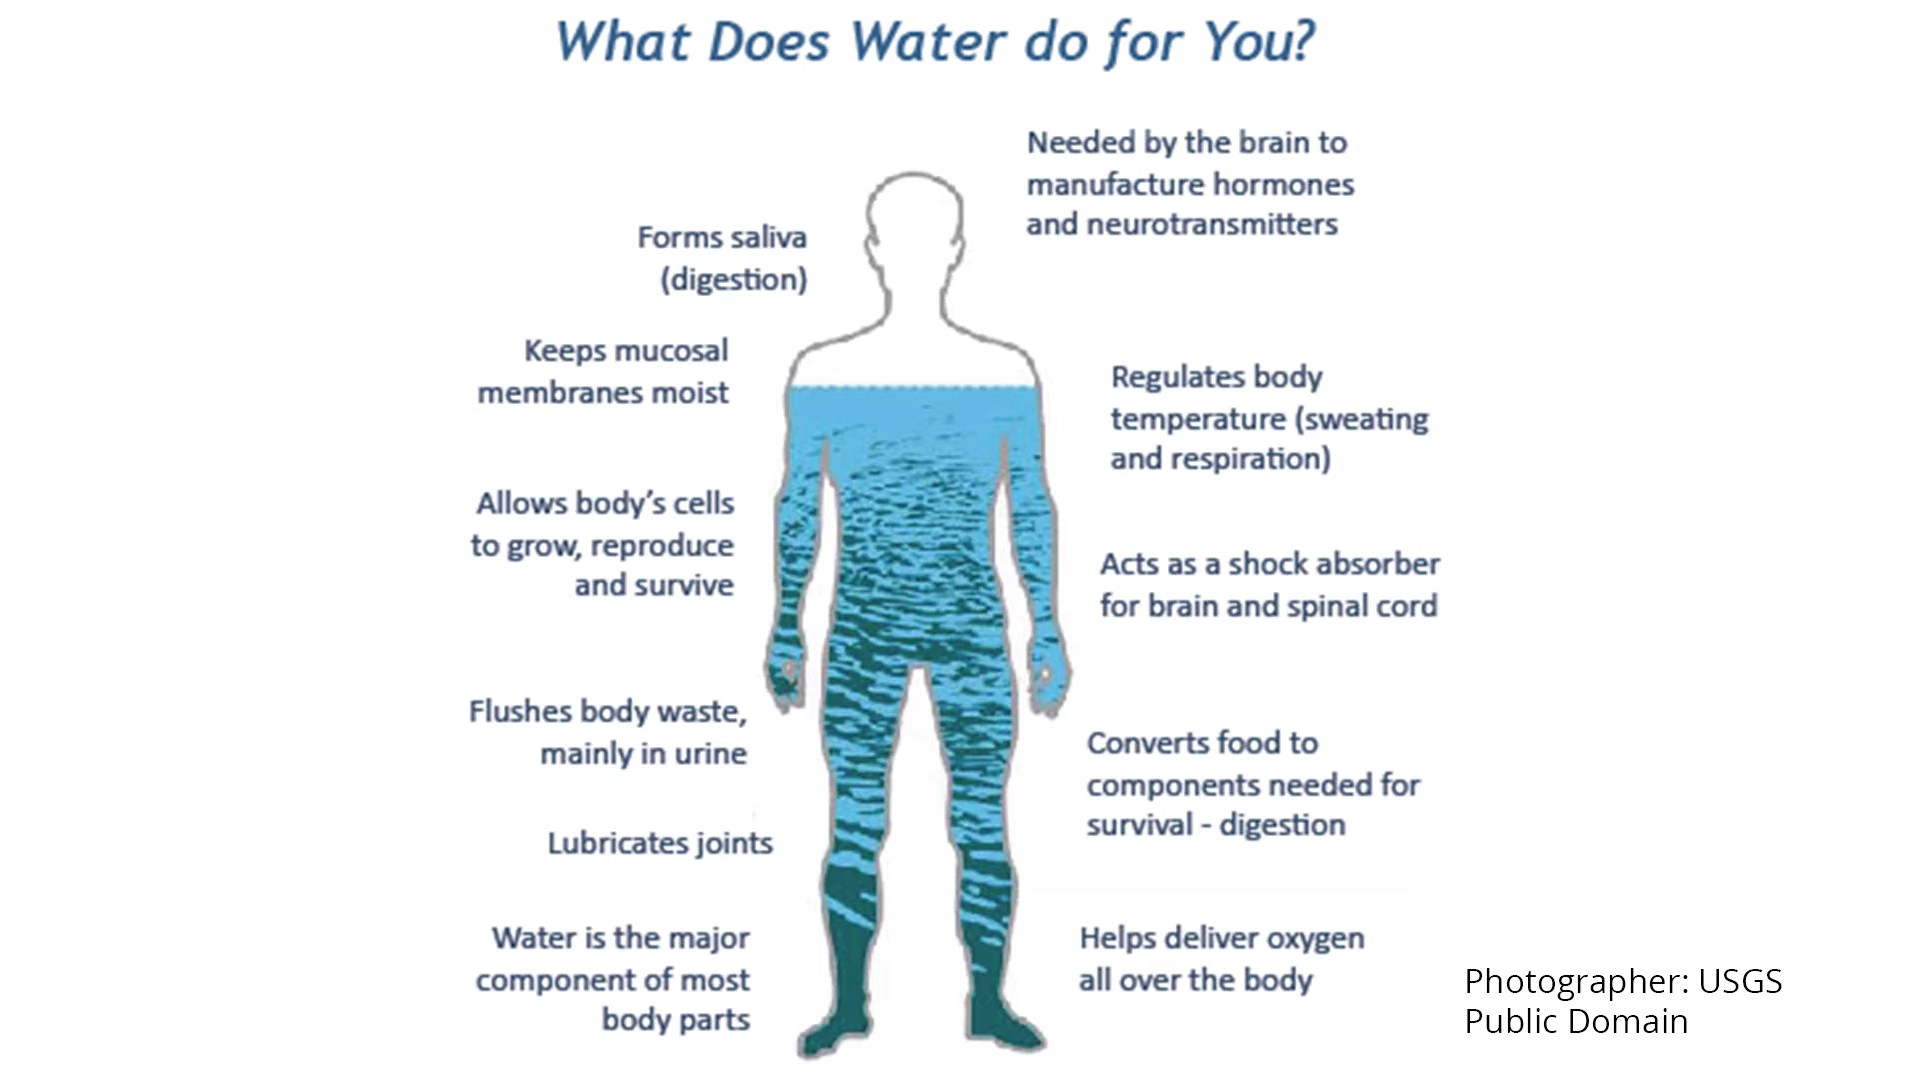 What Does Water do for You?
Needed by the brain to
manufacture hormones
and neurotransmitters
Forms saliva
(digestion)
Keeps mucosal
membranes moist
Regulates body
temperature (sweating
and respiration)
Allows body’s cells
to grow, reproduce
and survive
Acts as a shock absorber
for brain and spinal cord
Flushes body waste,
mainly in urine
Converts food to
components needed for
survival - digestion
Lubricates joints
Water is the major
component of most
body parts
Helps deliver oxygen
all over the body
Photographer: USGS
Public Domain